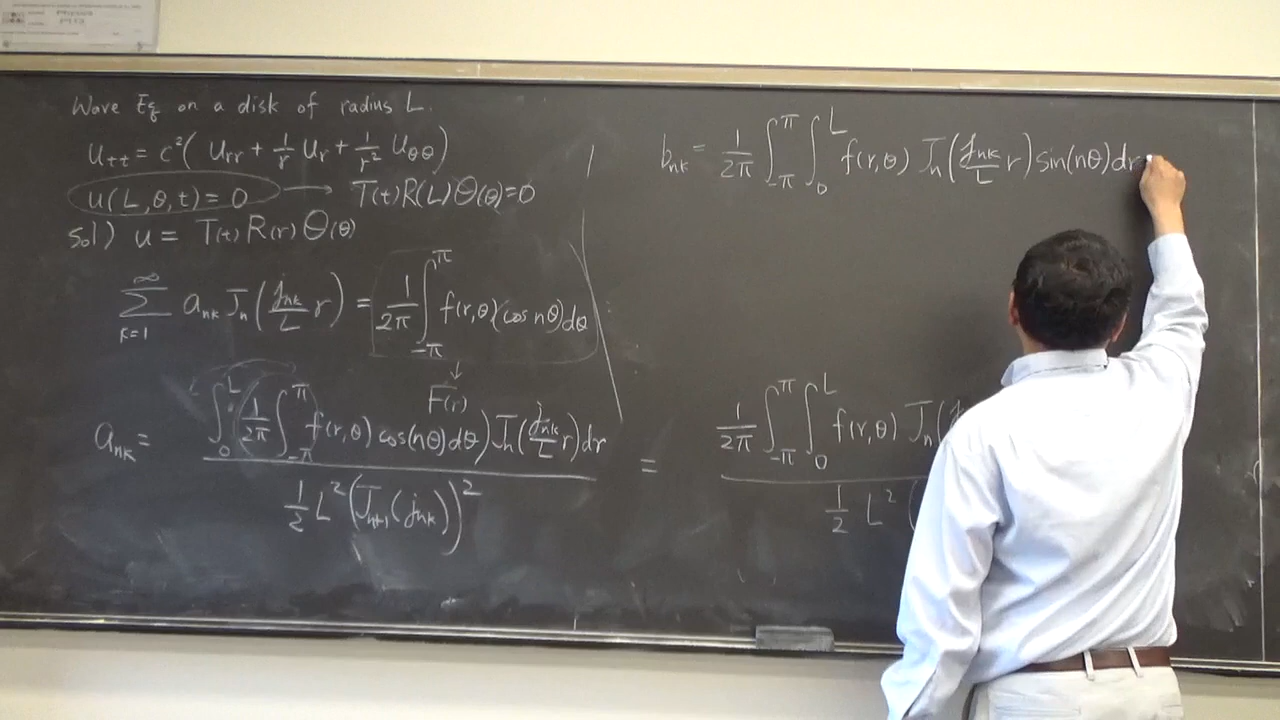 Wave Eq on a disk of radius L.
u_tt = c²( u_rr + 1/r u_r + 1/r² u_θθ )
u(L,θ,t) = 0 → T(t)R(L)Θ(θ)=0
sol) u = T(t) R(r) Θ(θ)
∑_{k=1}^{∞} a_nk J_n( j_nk/L r ) = 1/2π ∫_{-π}^{π} f(r,θ)(cos nθ)dθ
↓
F(r)
a_nk = ∫_0^L ( 1/2π ∫_{-π}^{π} f(r,θ) cos(nθ)dθ ) J_n( j_nk/L r )dr / 1/2 L² ( J_{n+1}(j_nk) )²
=
b_nk = 1/2π ∫_{-π}^{π} ∫_0^L f(r,θ) J_n( j_nk/L r ) sin(nθ)dr
1/2π ∫_{-π}^{π} ∫_0^L f(r,θ) J_n(
1/2 L² (